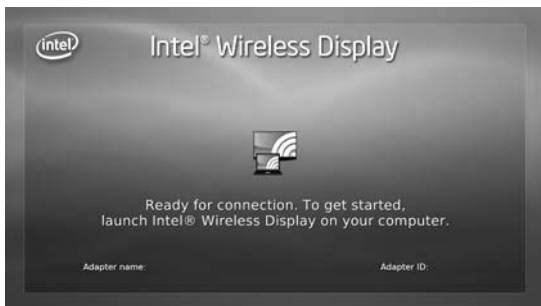 intel
Intel® Wireless Display
Ready for connection. To get started,
launch Intel® Wireless Display on your computer.
Adapter name: Adapter ID: